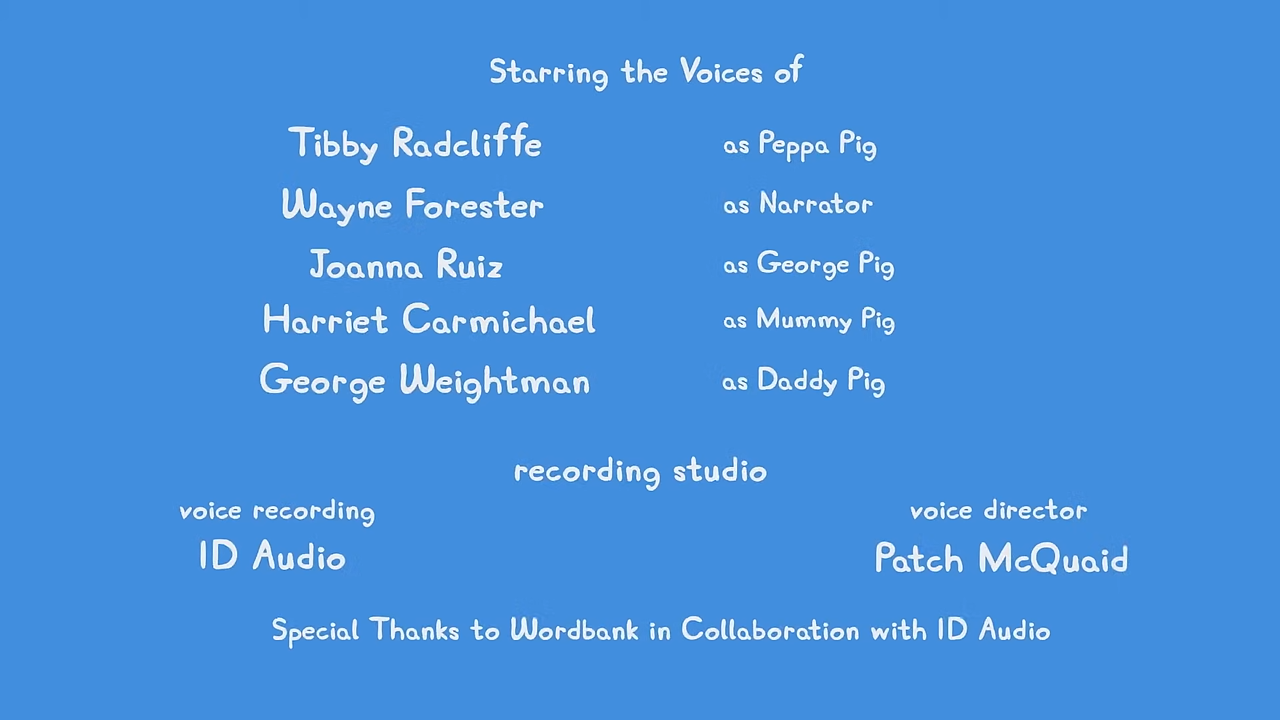 Starring the Voices of
Tibby Radcliffe as Peppa Pig
Wayne Forester as Narrator
Joanna Ruiz as George Pig
Harriet Carmichael as Mummy Pig
George Weightman as Daddy Pig
recording studio
voice recording voice director
ID Audio Patch McQuaid
Special Thanks to Wordbank in Collaboration with ID Audio